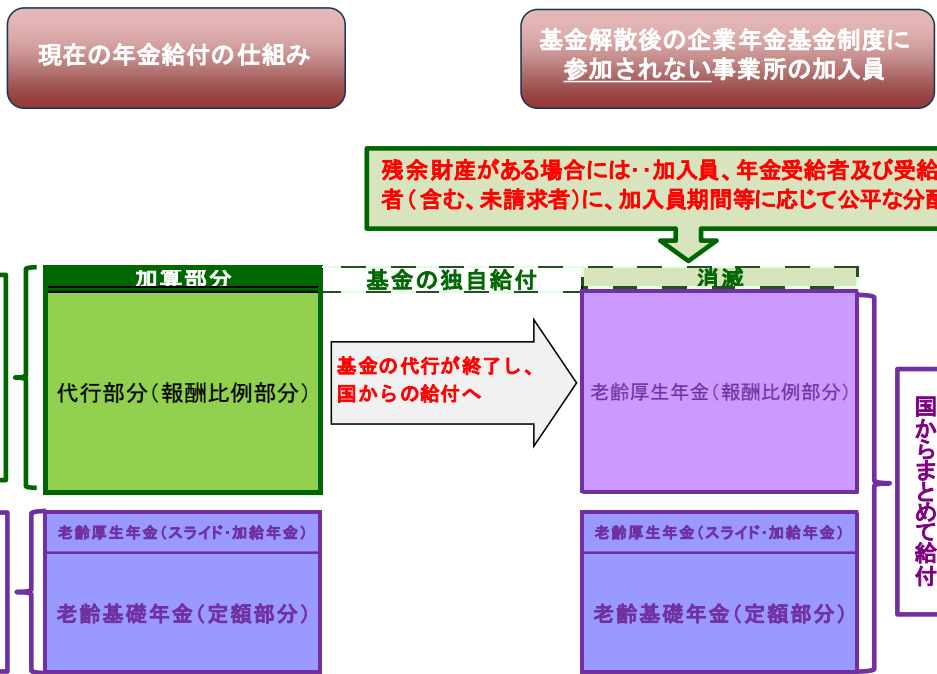 現在の年金給付の仕組み
基金解散後の企業年金基金制度に
参加されない事業所の加入員
残余財産がある場合には‥加入員、年金受給者及び受給
者(含む、未請求者)に、加入員期間等に応じて公平な分配
加算部分
基金の独自給付
消滅
代行部分(報酬比例部分)
基金の代行が終了し、
国からの給付へ
老齢厚生年金(報酬比例部分)
国からまとめて給付
老齢厚生年金(スライド・加給年金)
老齢厚生年金(スライド・加給年金)
老齢基礎年金(定額部分)
老齢基礎年金(定額部分)